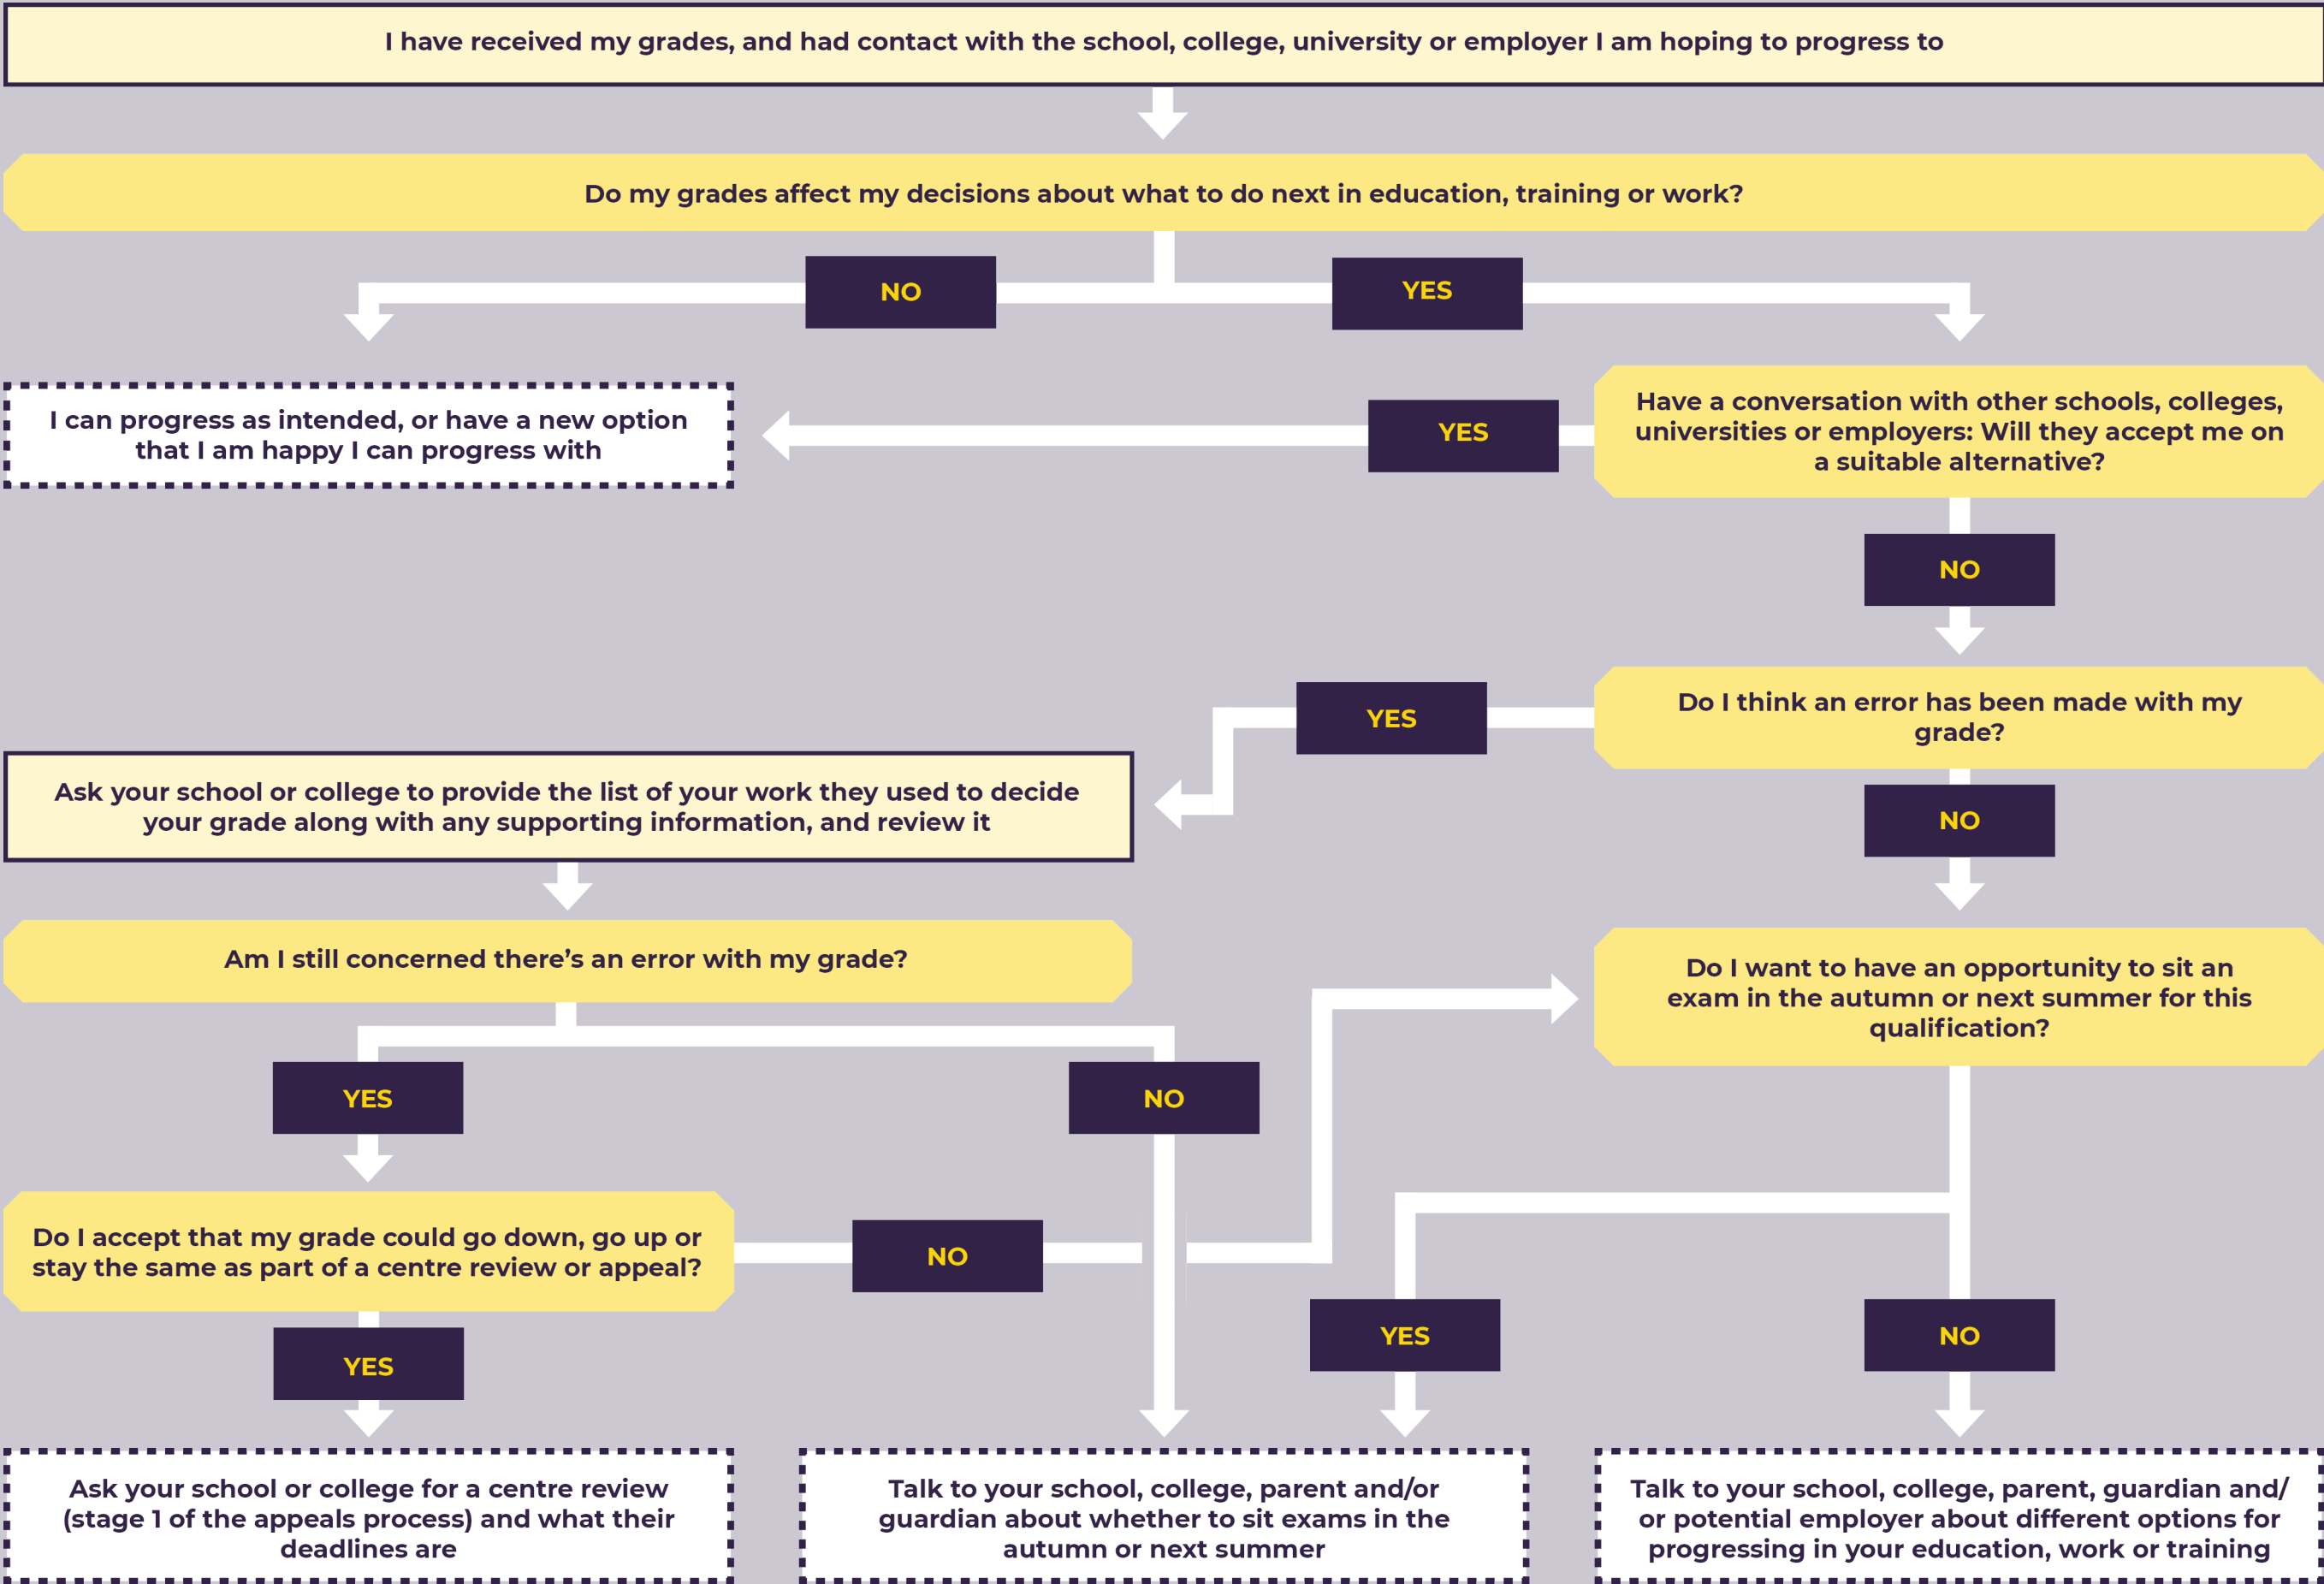 I have received my grades, and had contact with the school, college, university or employer I am hoping to progress to
Do my grades affect my decisions about what to do next in education, training or work?
NO
YES
I can progress as intended, or have a new option
that I am happy I can progress with
YES
Have a conversation with other schools, colleges,
universities or employers: Will they accept me on
a suitable alternative?
NO
YES
Do I think an error has been made with my
grade?
Ask your school or college to provide the list of your work they used to decide
your grade along with any supporting information, and review it
NO
Am I still concerned there’s an error with my grade?
Do I want to have an opportunity to sit an
exam in the autumn or next summer for this
qualification?
YES
NO
Do I accept that my grade could go down, go up or
stay the same as part of a centre review or appeal?
NO
YES
YES
NO
Ask your school or college for a centre review
(stage 1 of the appeals process) and what their
deadlines are
Talk to your school, college, parent and/or
guardian about whether to sit exams in the
autumn or next summer
Talk to your school, college, parent, guardian and/
or potential employer about different options for
progressing in your education, work or training